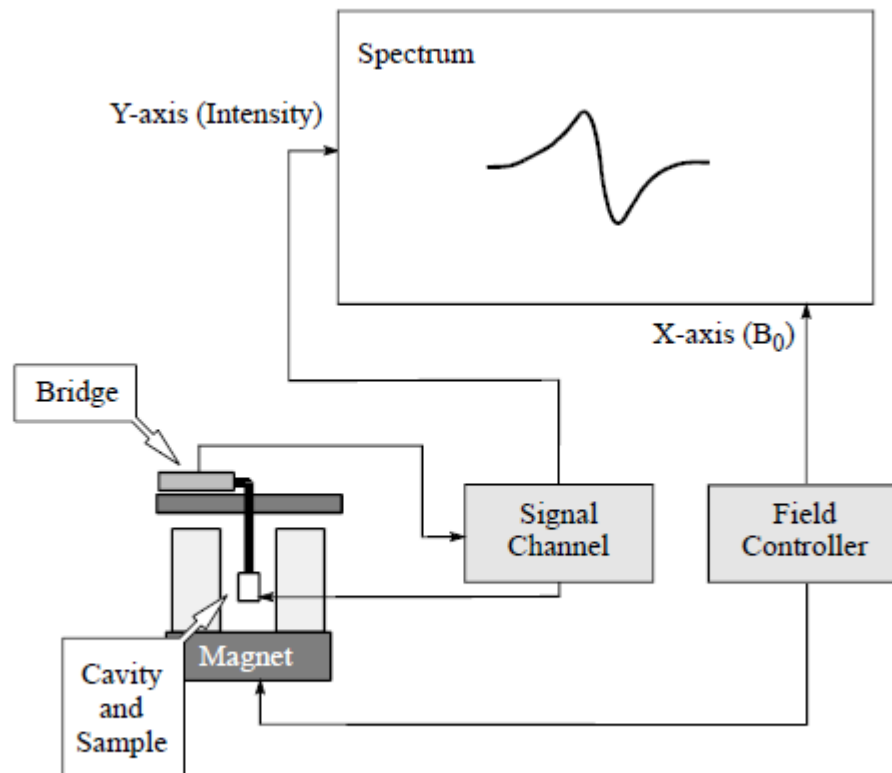 Spectrum
Y-axis (Intensity)
X-axis (B₀)
Bridge
Signal
Channel
Field
Controller
Magnet
Cavity
and
Sample